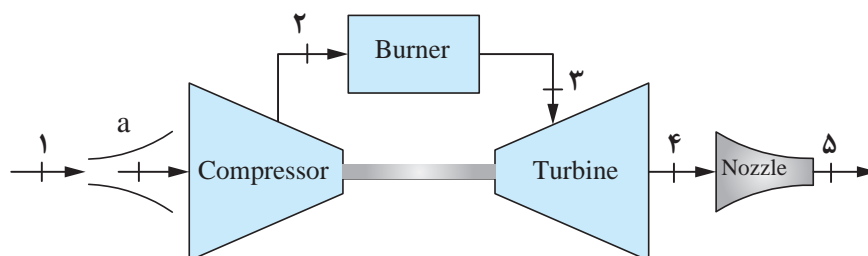 ۲
Burner
۳
۱
a
Compressor
Turbine
۴
Nozzle
۵